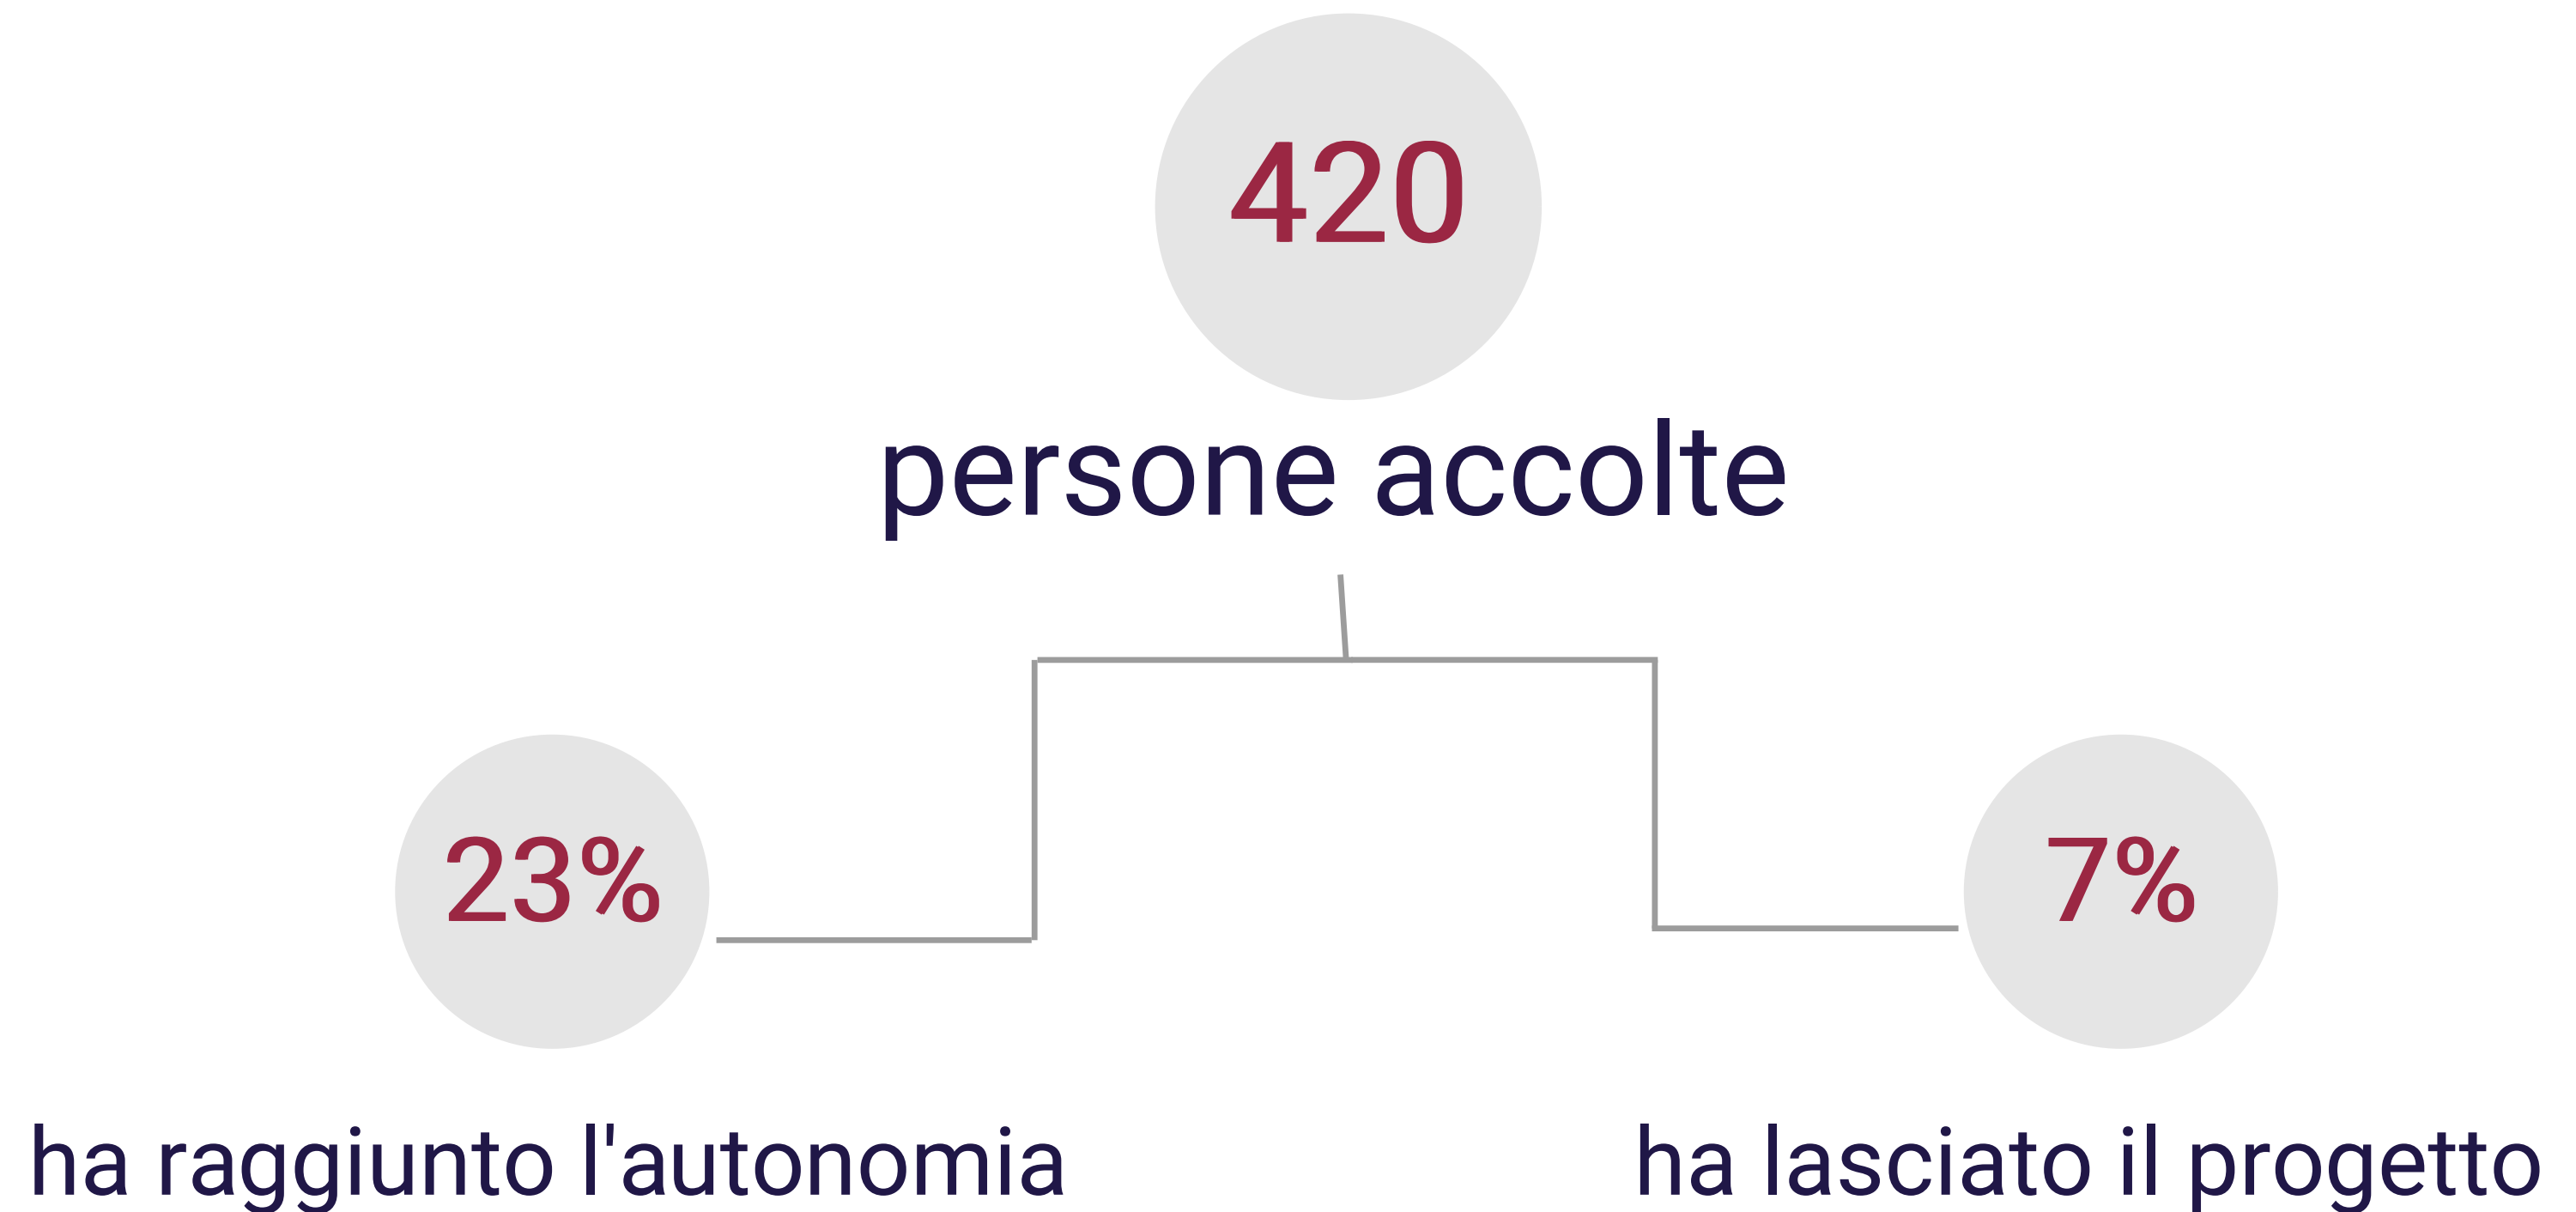 420
persone accolte
23%
7%
ha raggiunto l'autonomia
ha lasciato il progetto